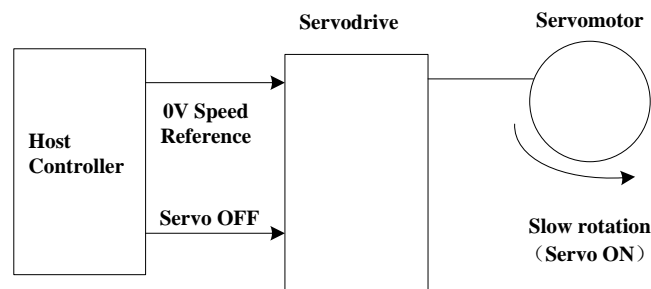 Servodrive
Servomotor
0V Speed
Reference
Host
Controller
Servo OFF
Slow rotation
（Servo ON）